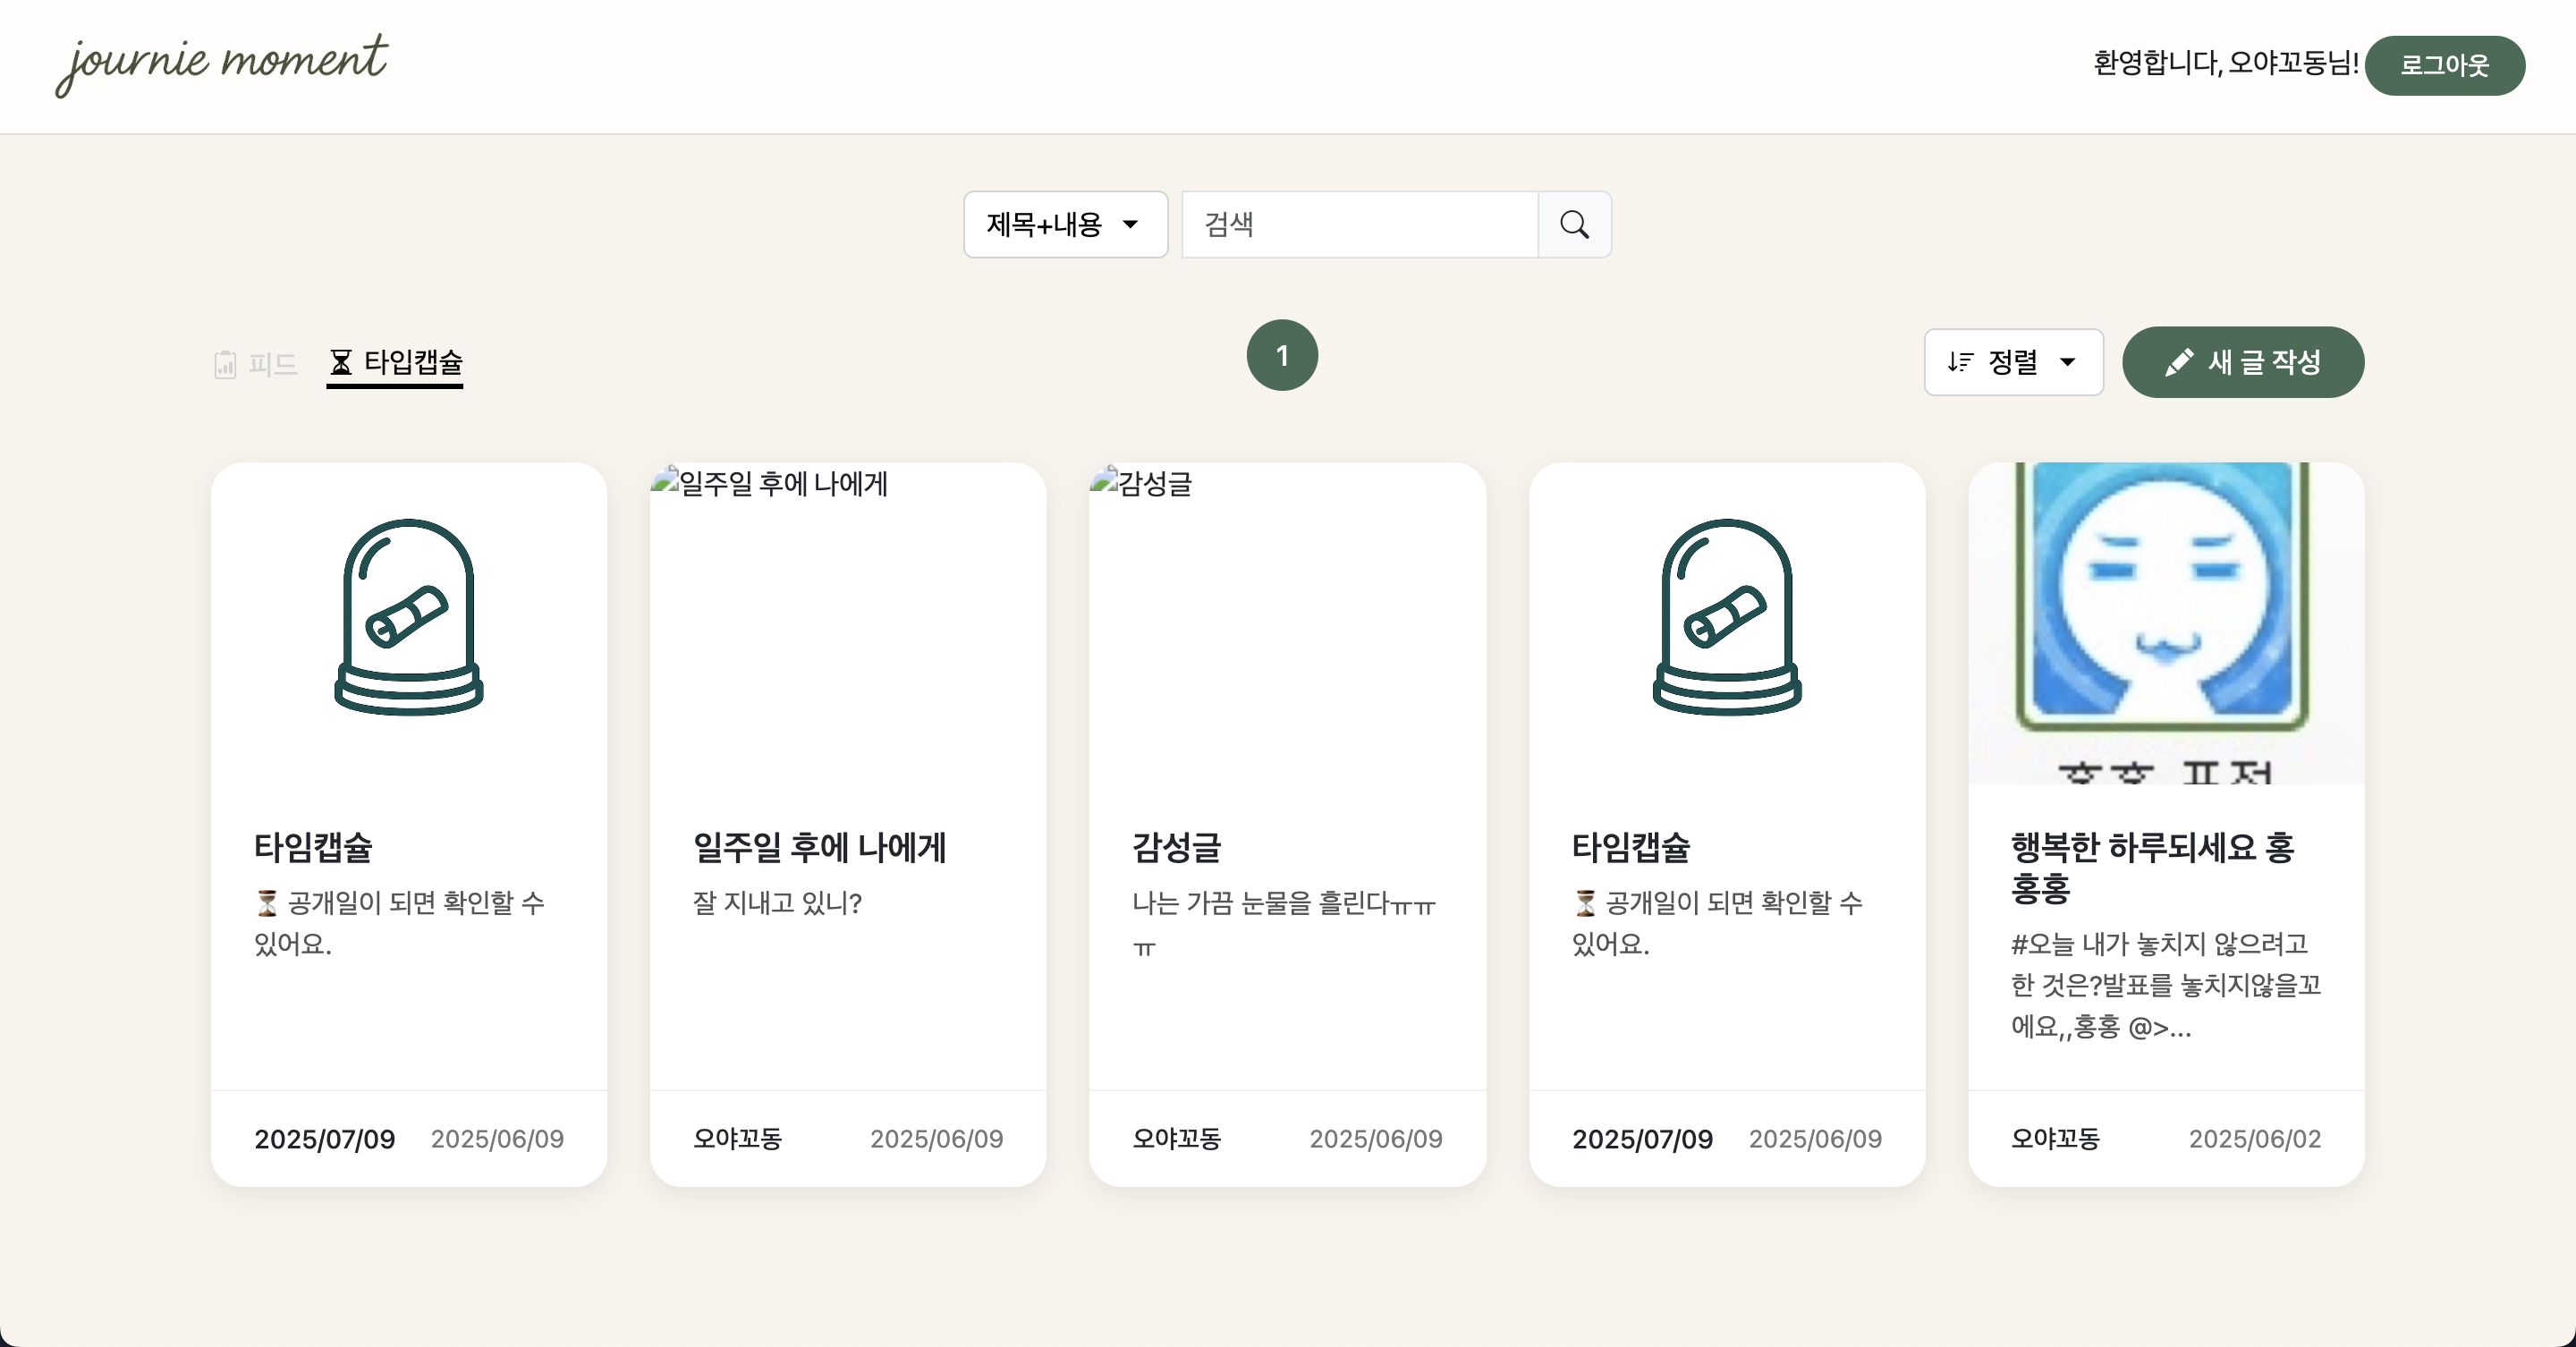 journie moment
환영합니다, 오야꼬동님!
로그아웃
제목+내용
검색
피드
타임캡슐
1
정렬
새 글 작성
타임캡슐
⏳ 공개일이 되면 확인할 수
있어요.
2025/07/09 2025/06/09
일주일 후에 나에게
일주일 후에 나에게
잘 지내고 있니?
오야꼬동 2025/06/09
감성글
감성글
나는 가끔 눈물을 흘린다ㅠㅠ
ㅠ
오야꼬동 2025/06/09
타임캡슐
⏳ 공개일이 되면 확인할 수
있어요.
2025/07/09 2025/06/09
행복한 하루되세요 홍
홍홍
#오늘 내가 놓치지 않으려고
한 것은?발표를 놓치지않을꼬
에요,,홍홍 @>...
오야꼬동 2025/06/02